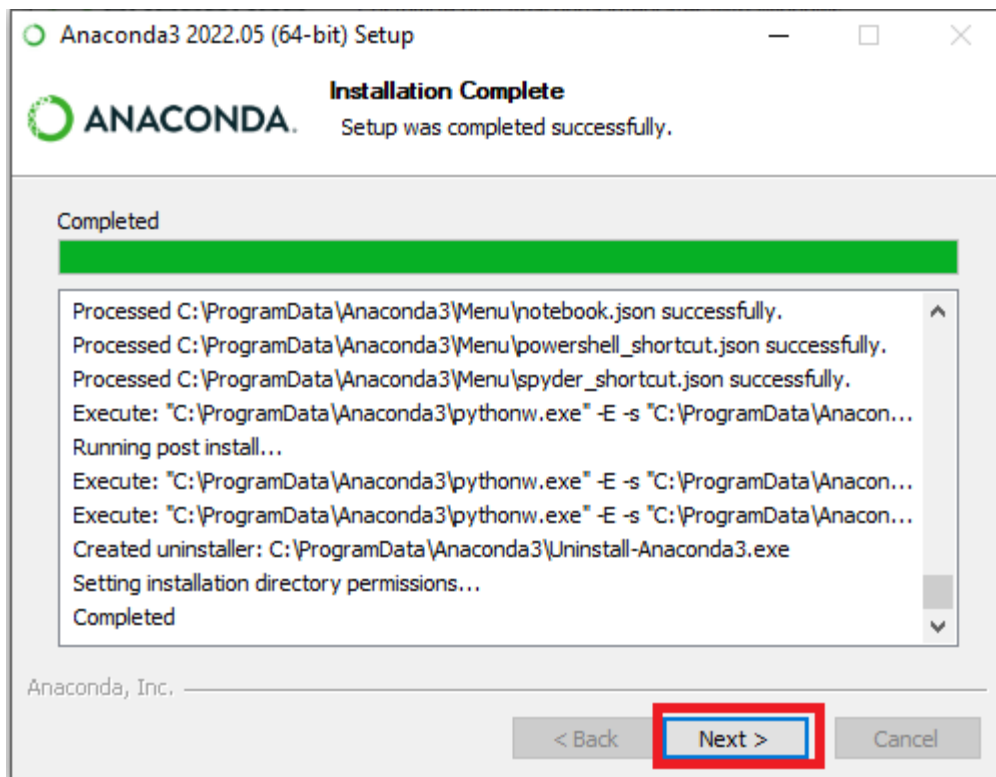 Anaconda3 2022.05 (64-bit) Setup
ANACONDA.
Installation Complete
Setup was completed successfully.
Completed
Processed C:\ProgramData\Anaconda3\Menu\notebook.json successfully.
Processed C:\ProgramData\Anaconda3\Menu\powershell_shortcut.json successfully.
Processed C:\ProgramData\Anaconda3\Menu\spyder_shortcut.json successfully.
Execute: "C:\ProgramData\Anaconda3\pythonw.exe" -E -s "C:\ProgramData\Anacon...
Running post install...
Execute: "C:\ProgramData\Anaconda3\pythonw.exe" -E -s "C:\ProgramData\Anacon...
Execute: "C:\ProgramData\Anaconda3\pythonw.exe" -E -s "C:\ProgramData\Anacon...
Created uninstaller: C:\ProgramData\Anaconda3\Uninstall-Anaconda3.exe
Setting installation directory permissions...
Completed
Anaconda, Inc.
< Back Next > Cancel